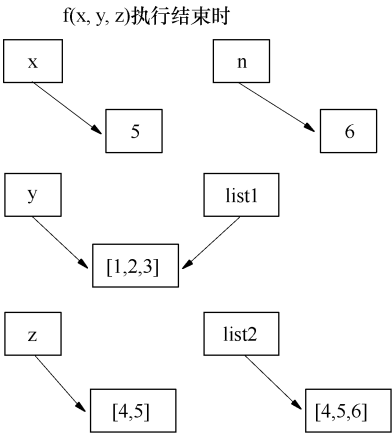 f(x, y, z)执行结束时
x
n
5
6
y
list1
[1,2,3]
z
list2
[4,5]
[4,5,6]